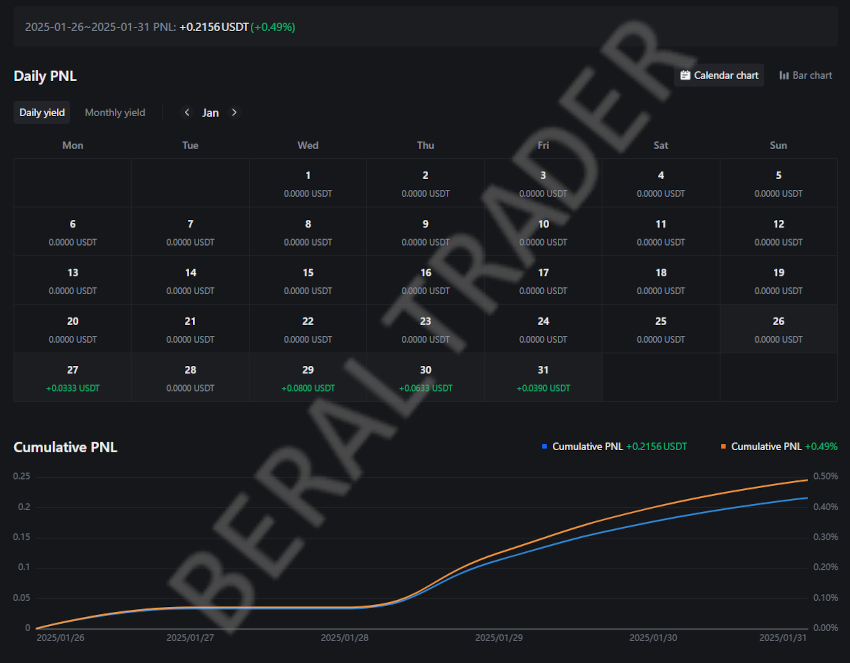 2025-01-26~2025-01-31 PNL: +0.2156 USDT (+0.49%)
Daily PNL
Calendar chart Bar chart
Daily yield Monthly yield < Jan >
Mon Tue Wed Thu Fri Sat Sun
1 2 3 4 5
0.0000 USDT 0.0000 USDT 0.0000 USDT 0.0000 USDT 0.0000 USDT
6 7 8 9 10 11 12
0.0000 USDT 0.0000 USDT 0.0000 USDT 0.0000 USDT 0.0000 USDT 0.0000 USDT 0.0000 USDT
13 14 15 16 17 18 19
0.0000 USDT 0.0000 USDT 0.0000 USDT 0.0000 USDT 0.0000 USDT 0.0000 USDT 0.0000 USDT
20 21 22 23 24 25 26
0.0000 USDT 0.0000 USDT 0.0000 USDT 0.0000 USDT 0.0000 USDT 0.0000 USDT 0.0000 USDT
27 28 29 30 31
+0.0333 USDT 0.0000 USDT +0.0800 USDT +0.0633 USDT +0.0390 USDT
Cumulative PNL
Cumulative PNL +0.2156 USDT Cumulative PNL +0.49%
0.25 0.50%
0.2 0.40%
0.15 0.30%
0.1 0.20%
0.05 0.10%
0 0.00%
2025/01/26 2025/01/27 2025/01/28 2025/01/29 2025/01/30 2025/01/31
BERAL TRADER